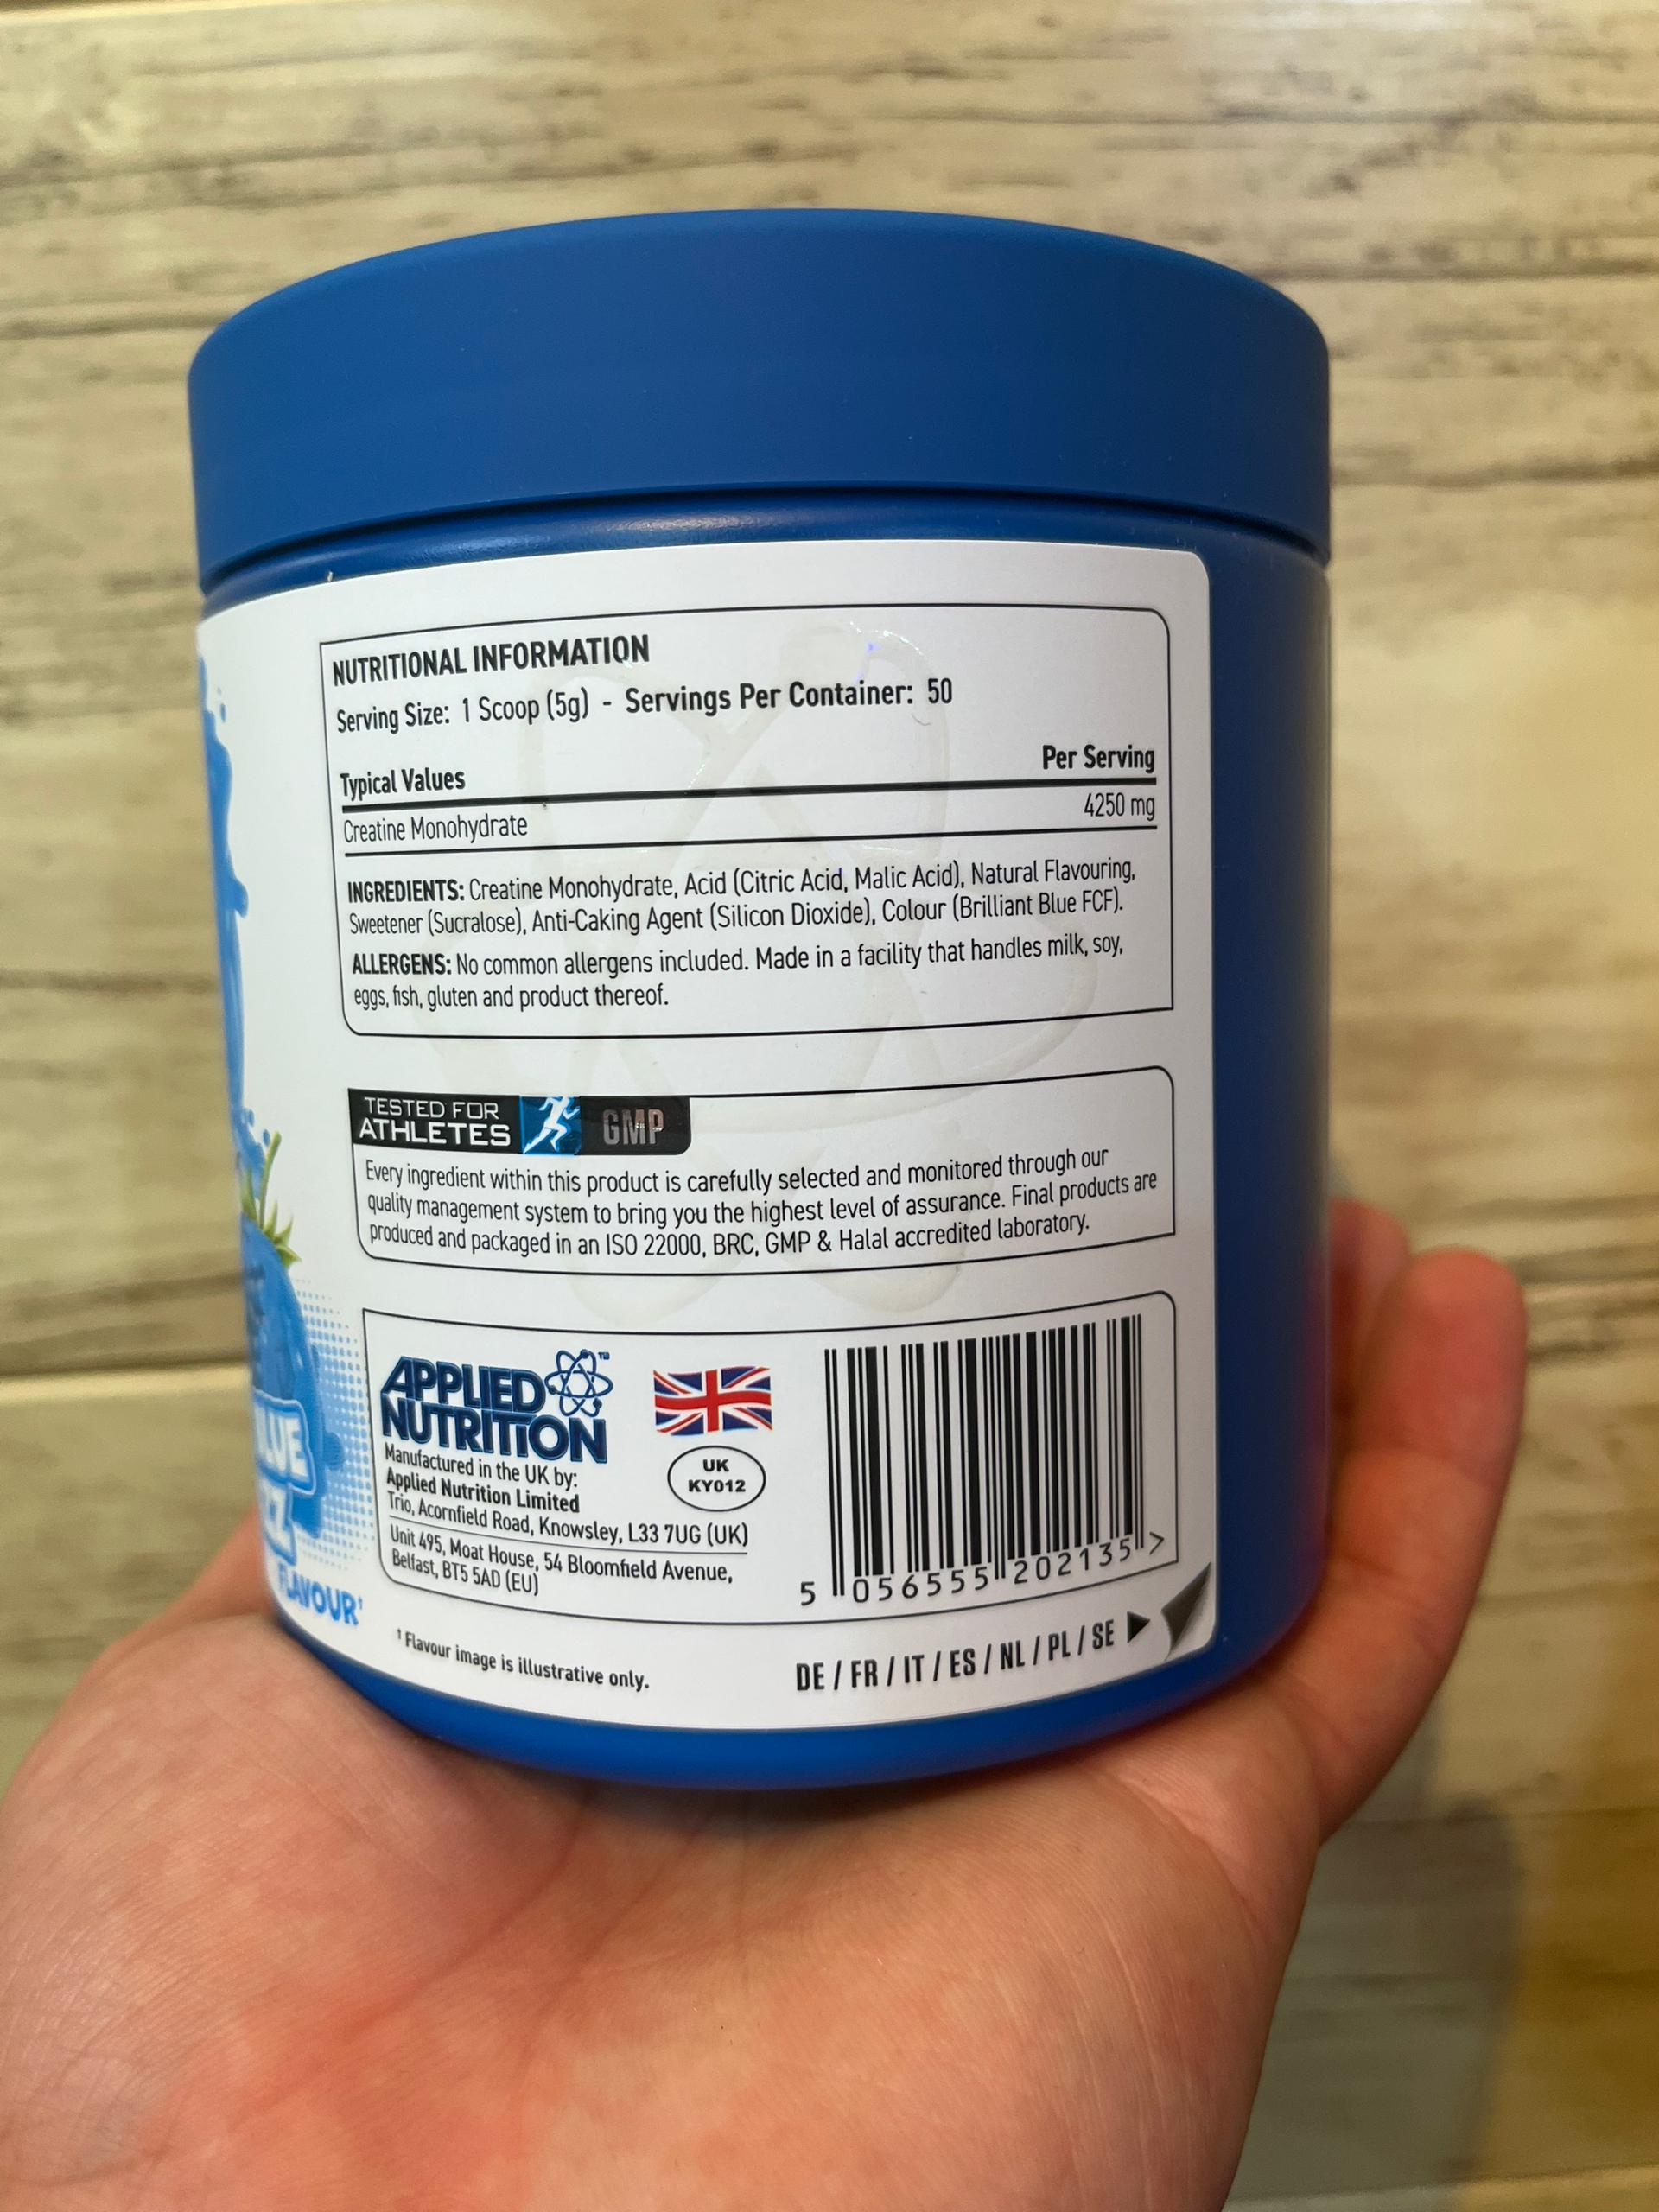 NUTRITIONAL INFORMATION
Serving Size: 1 Scoop (5g) - Servings Per Container: 50
Typical Values Per Serving
Creatine Monohydrate 4250 mg
INGREDIENTS: Creatine Monohydrate, Acid (Citric Acid, Malic Acid), Natural Flavouring,
Sweetener (Sucralose), Anti-Caking Agent (Silicon Dioxide), Colour (Brilliant Blue FCF).
ALLERGENS: No common allergens included. Made in a facility that handles milk, soy,
eggs, fish, gluten and product thereof.
TESTED FOR
ATHLETES
GMP
Every ingredient within this product is carefully selected and monitored through our
quality management system to bring you the highest level of assurance. Final products are
produced and packaged in an ISO 22000, BRC, GMP & Halal accredited laboratory.
APPLIED
NUTRITION™
Manufactured in the UK by:
Applied Nutrition Limited
Trio, Acornfield Road, Knowsley, L33 7UG (UK)
Unit 495, Moat House, 54 Bloomfield Avenue,
Belfast, BT5 5AD (EU)
UK
KY012
5 056555 202135 >
FLAVOUR†
† Flavour image is illustrative only.
DE / FR / IT / ES / NL / PL / SE